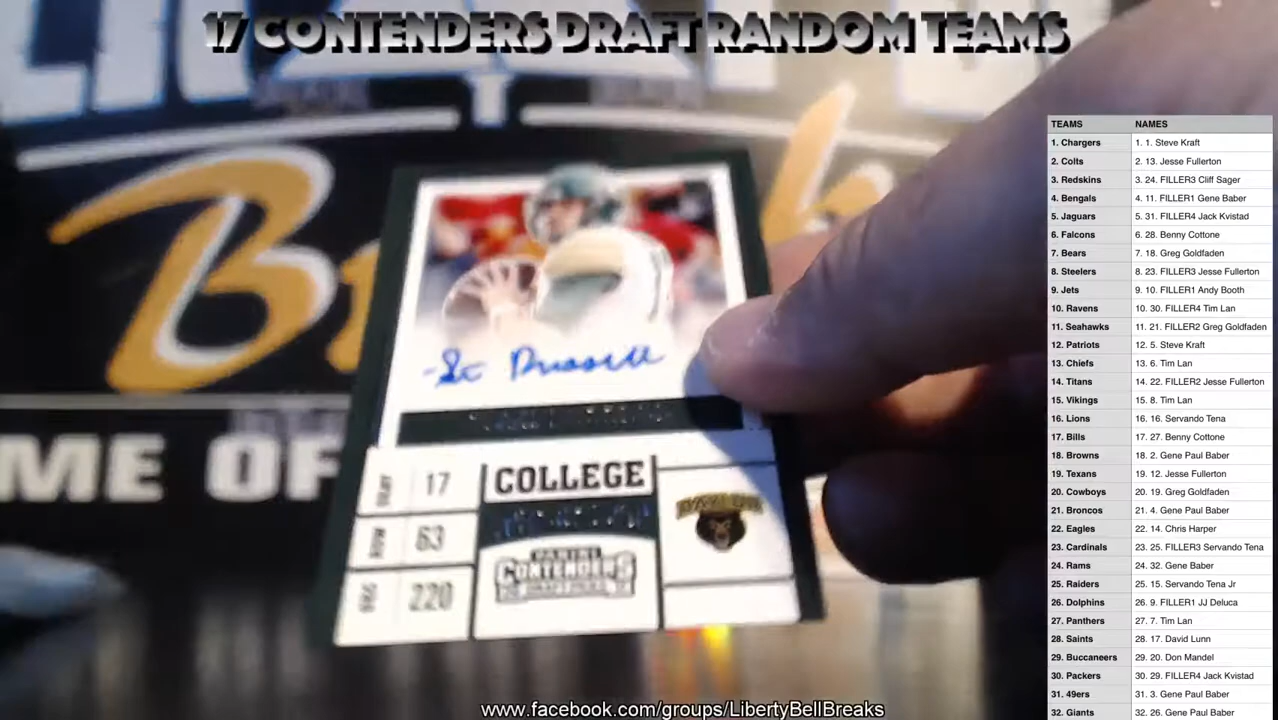 17 CONTENDERS DRAFT RANDOM TEAMS
ME OF
COLLEGE
17
63
220
PANINI
CONTENDERS
DRAFT PICKS
BAYLOR
TEAMS NAMES
1. Chargers 1. 1. Steve Kraft
2. Colts 2. 13. Jesse Fullerton
3. Redskins 3. 24. FILLER3 Cliff Sager
4. Bengals 4. 11. FILLER1 Gene Baber
5. Jaguars 5. 31. FILLER4 Jack Kvistad
6. Falcons 6. 28. Benny Cottone
7. Bears 7. 18. Greg Goldfaden
8. Steelers 8. 23. FILLER3 Jesse Fullerton
9. Jets 9. 10. FILLER1 Andy Booth
10. Ravens 10. 30. FILLER4 Tim Lan
11. Seahawks 11. 21. FILLER2 Greg Goldfaden
12. Patriots 12. 5. Steve Kraft
13. Chiefs 13. 6. Tim Lan
14. Titans 14. 22. FILLER2 Jesse Fullerton
15. Vikings 15. 8. Tim Lan
16. Lions 16. 16. Servando Tena
17. Bills 17. 27. Benny Cottone
18. Browns 18. 2. Gene Paul Baber
19. Texans 19. 12. Jesse Fullerton
20. Cowboys 20. 19. Greg Goldfaden
21. Broncos 21. 4. Gene Paul Baber
22. Eagles 22. 14. Chris Harper
23. Cardinals 23. 25. FILLER3 Servando Tena
24. Rams 24. 32. Gene Baber
25. Raiders 25. 15. Servando Tena Jr
26. Dolphins 26. 9. FILLER1 JJ Deluca
27. Panthers 27. 7. Tim Lan
28. Saints 28. 17. David Lunn
29. Buccaneers 29. 20. Don Mandel
30. Packers 30. 29. FILLER4 Jack Kvistad
31. 49ers 31. 3. Gene Paul Baber
32. Giants 32. 26. Gene Paul Baber
www.facebook.com/groups/LibertyBellBreaks